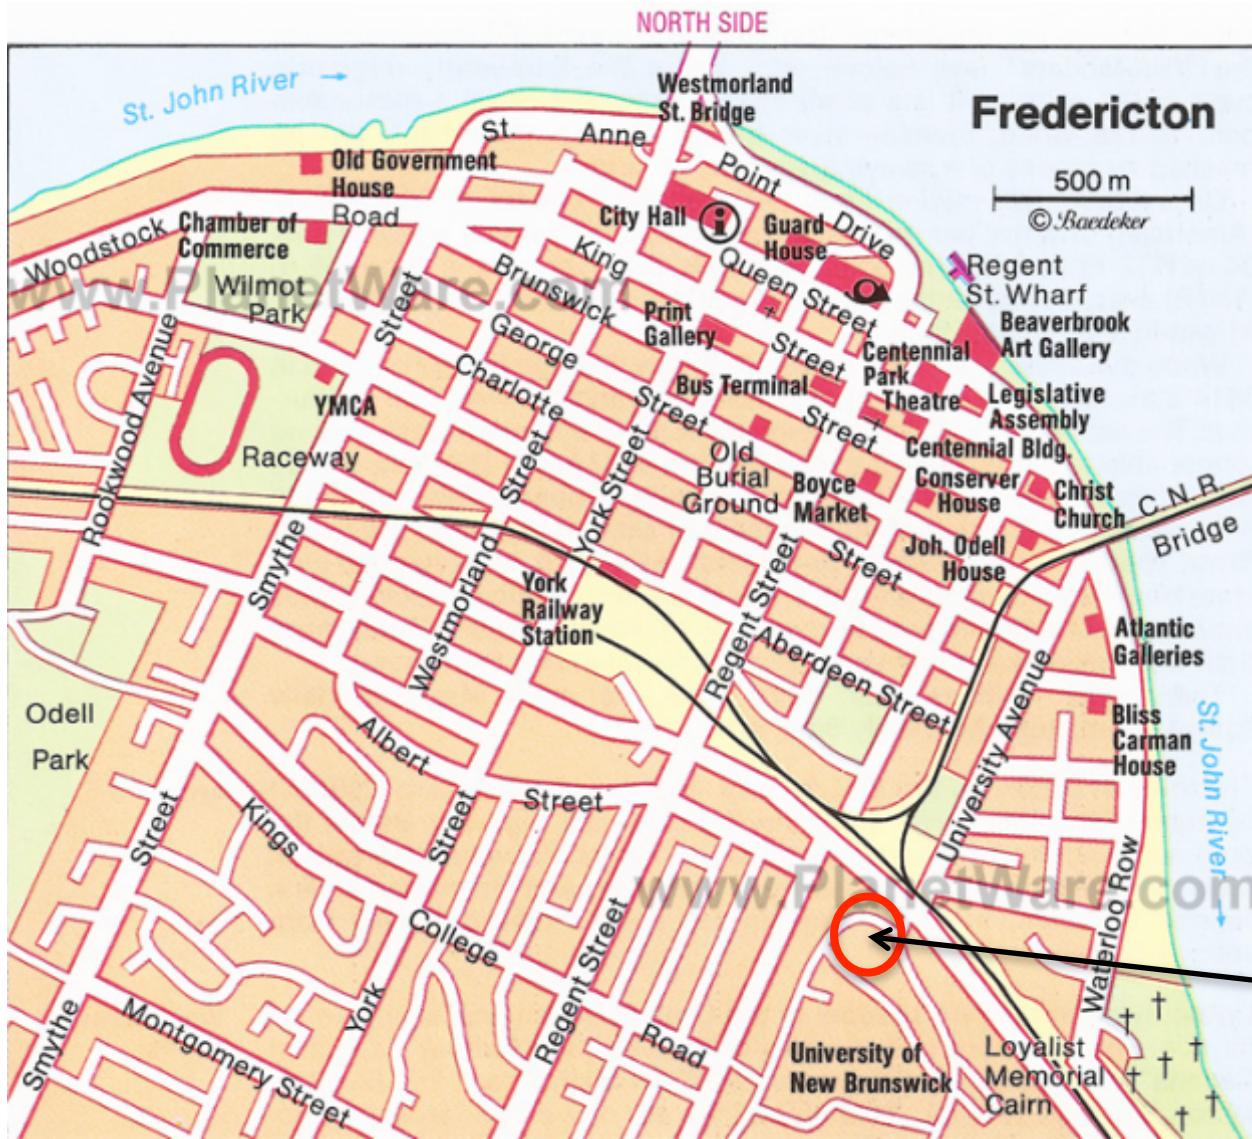 NORTH SIDE
St. John River
Westmorland
St. Bridge
Fredericton
500 m
© Baedeker
St. Anne Point Drive
Old Government
House
Woodstock Road
Chamber of
Commerce
City Hall
i
Guard
House
Regent
St. Wharf
www.PlanetWare.com
Wilmot
Park
King Street
Brunswick Street
Queen Street
Print
Gallery
Beaverbrook
Art Gallery
George Street
Centennial
Park
Theatre
Legislative
Assembly
Bus Terminal
Charlotte Street
YMCA
Raceway
Rookwood Avenue
Smythe Street
Westmorland Street
York Street
Old
Burial
Ground
Boyce
Market
Centennial Bldg.
Conserver
House
Christ
Church
C.N.R.
Bridge
Joh. Odell
House
York
Railway
Station
Regent Street
Aberdeen Street
Atlantic
Galleries
University Avenue
Odell
Park
Albert Street
Bliss
Carman
House
St. John River
Kings College Road
Street
Street
www.PlanetWare.com
Waterloo Row
Regent Street
York
Smythe
Montgomery Street
University of
New Brunswick
Loyalist
Memorial
Cairn